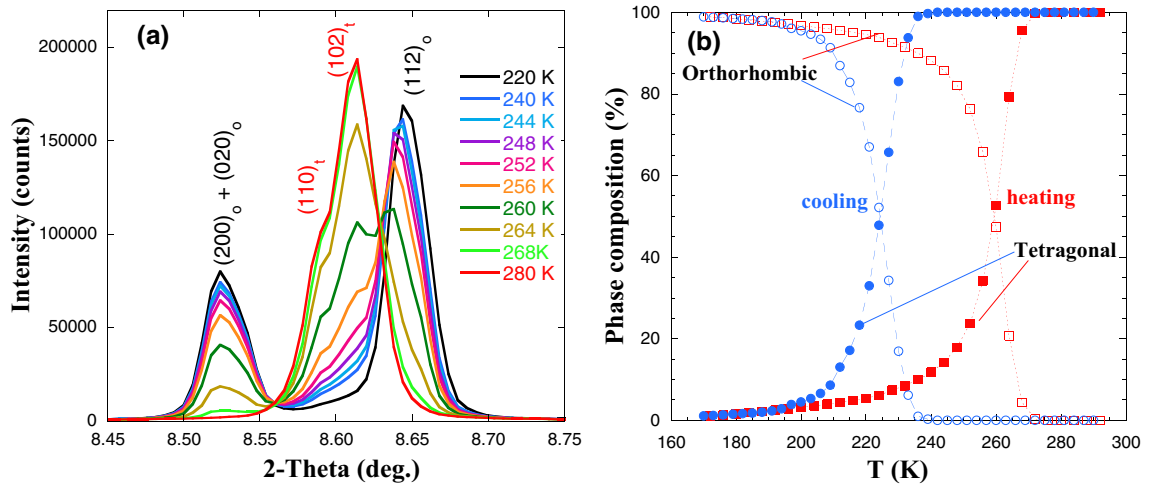 (a)
Intensity (counts)
200000
150000
100000
50000
0
(200)o + (020)o
(110)t
(102)t
(112)o
220 K
240 K
244 K
248 K
252 K
256 K
260 K
264 K
268K
280 K
8.45 8.50 8.56 8.60 8.65 8.70 8.75
2-Theta (deg.)
(b)
Phase composition (%)
100
80
60
40
20
0
Orthorhombic
cooling
heating
Tetragonal
160 180 200 220 240 260 280 300
T (K)